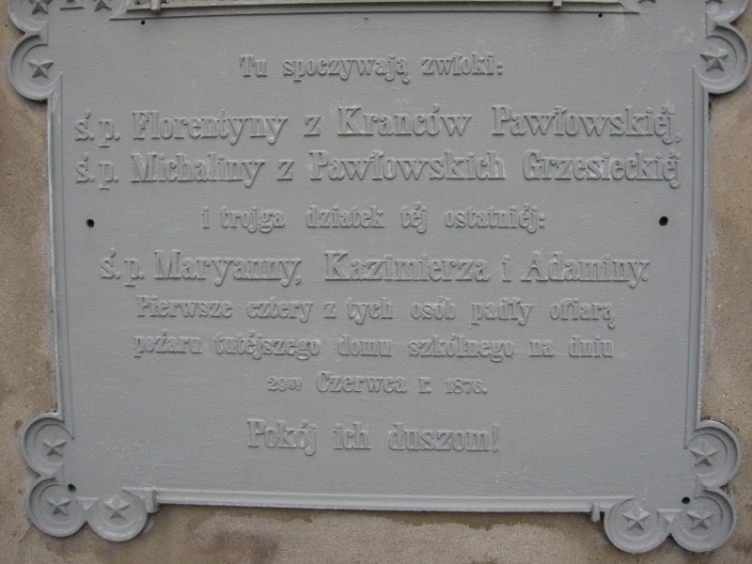 Tu spoczywają zwłoki:
ś.p. Florentyny z Kranców Pawłowskiéj,
ś.p. Michaliny z Pawłowskich Grzesieckiéj
i trojga dziatek téj ostatniéj:
ś.p. Maryanny, Kazimierza i Adaminy.
Pierwsze cztery z tych osób padły ofiarą
pożaru tutéjszego domu szkólnego na dniu
29go Czerwca r. 1876.
Pokój ich duszom!